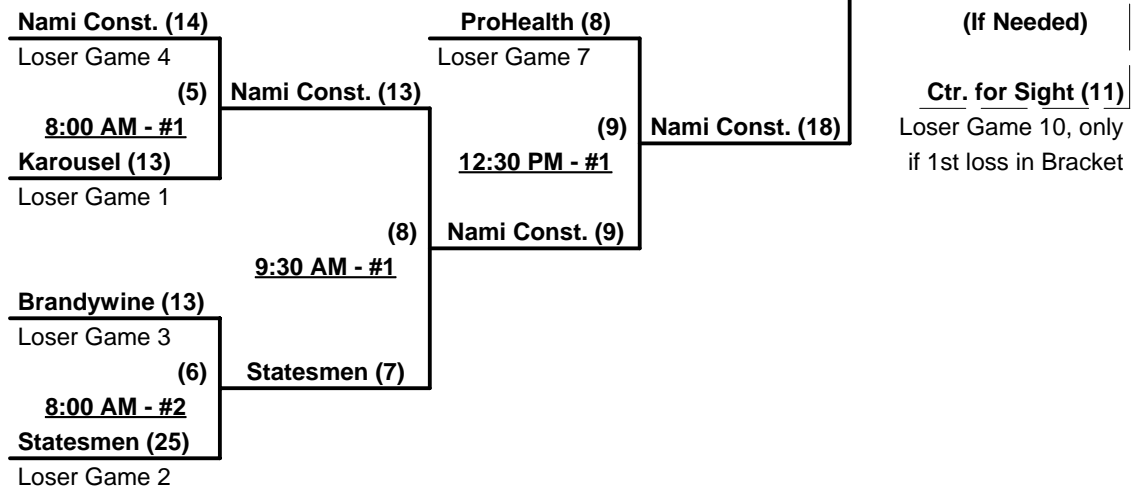 Nami Const. (14)
Loser Game 4
(5)
8:00 AM - #1
Karousel (13)
Loser Game 1
Nami Const. (13)
(8)
9:30 AM - #1
Brandywine (13)
Loser Game 3
(6)
8:00 AM - #2
Statesmen (25)
Loser Game 2
Statesmen (7)
ProHealth (8)
Loser Game 7
(9)
12:30 PM - #1
Nami Const. (9)
Nami Const. (18)
(If Needed)
Ctr. for Sight (11)
Loser Game 10, only
if 1st loss in Bracket